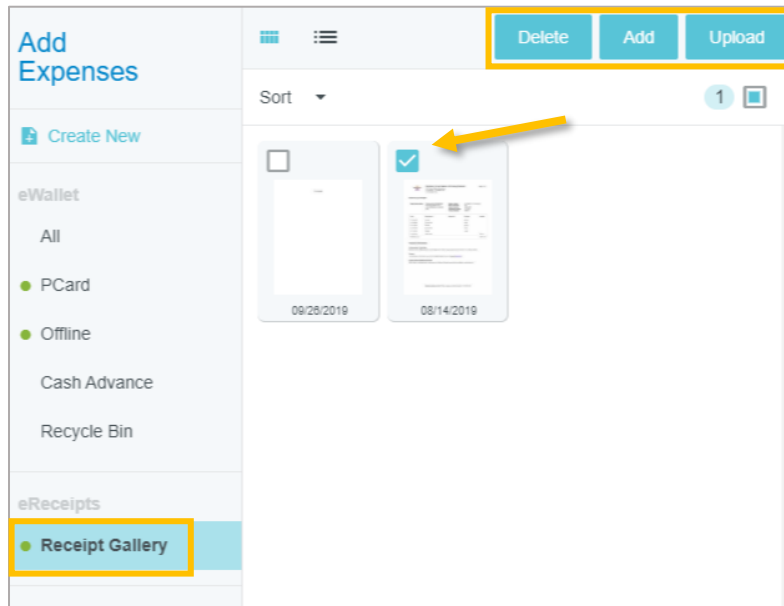 Add
Expenses
Create New
eWallet
All
PCard
Offline
Cash Advance
Recycle Bin
eReceipts
Receipt Gallery
Delete Add Upload
Sort 1
09/26/2019 08/14/2019